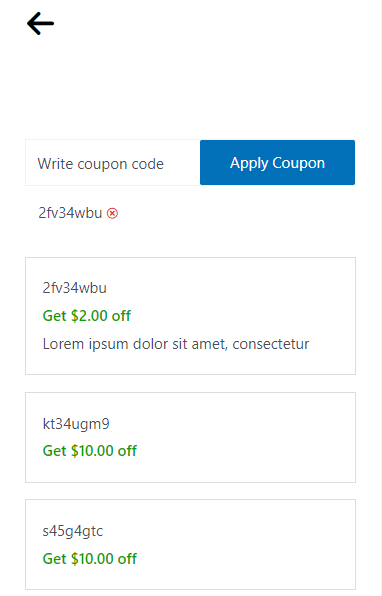 Write coupon code
Apply Coupon
2fv34wbu
2fv34wbu
Get $2.00 off
Lorem ipsum dolor sit amet, consectetur
kt34ugm9
Get $10.00 off
s45g4gtc
Get $10.00 off